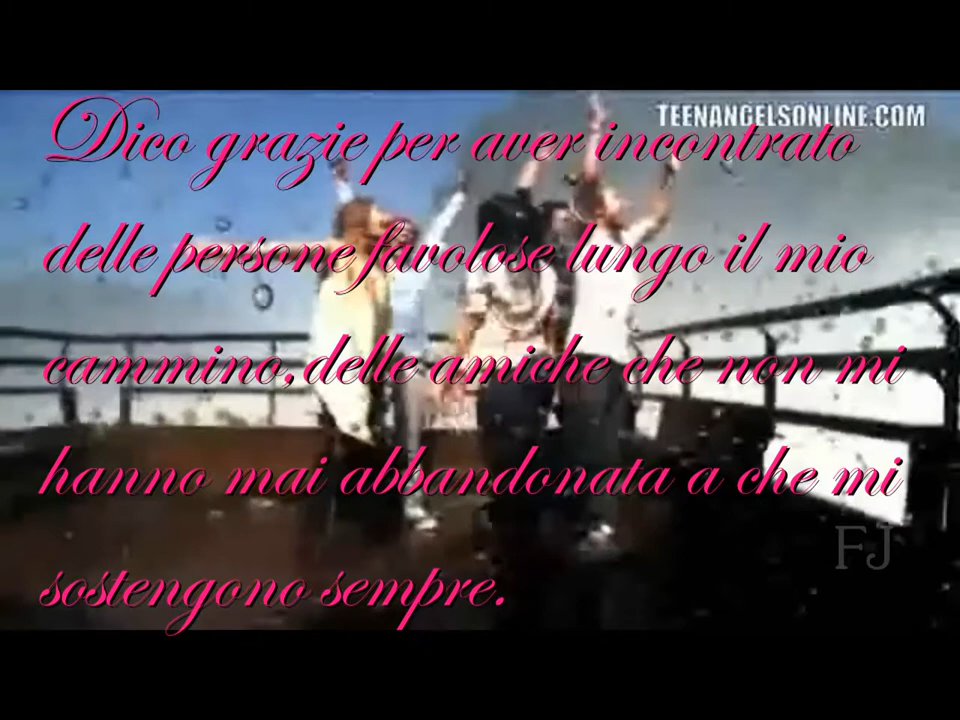 TEENANGELSONLINE.COM
Dico grazie per aver incontrato
delle persone favolose lungo il mio
cammino,delle amiche che non mi
hanno mai abbandonata a che mi
sostengono sempre.
FJ